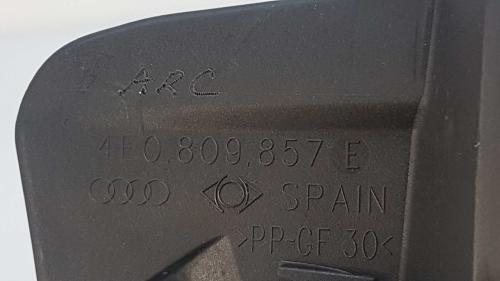 ARC
4E0.809.857 E
SPAIN
>PP-GF 30<